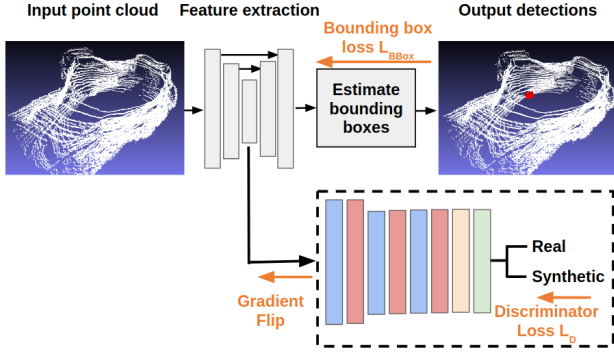 Input point cloud
Feature extraction
Output detections
Bounding box
loss L_BBox
Estimate
bounding
boxes
Real
Synthetic
Gradient
Flip
Discriminator
Loss L_D